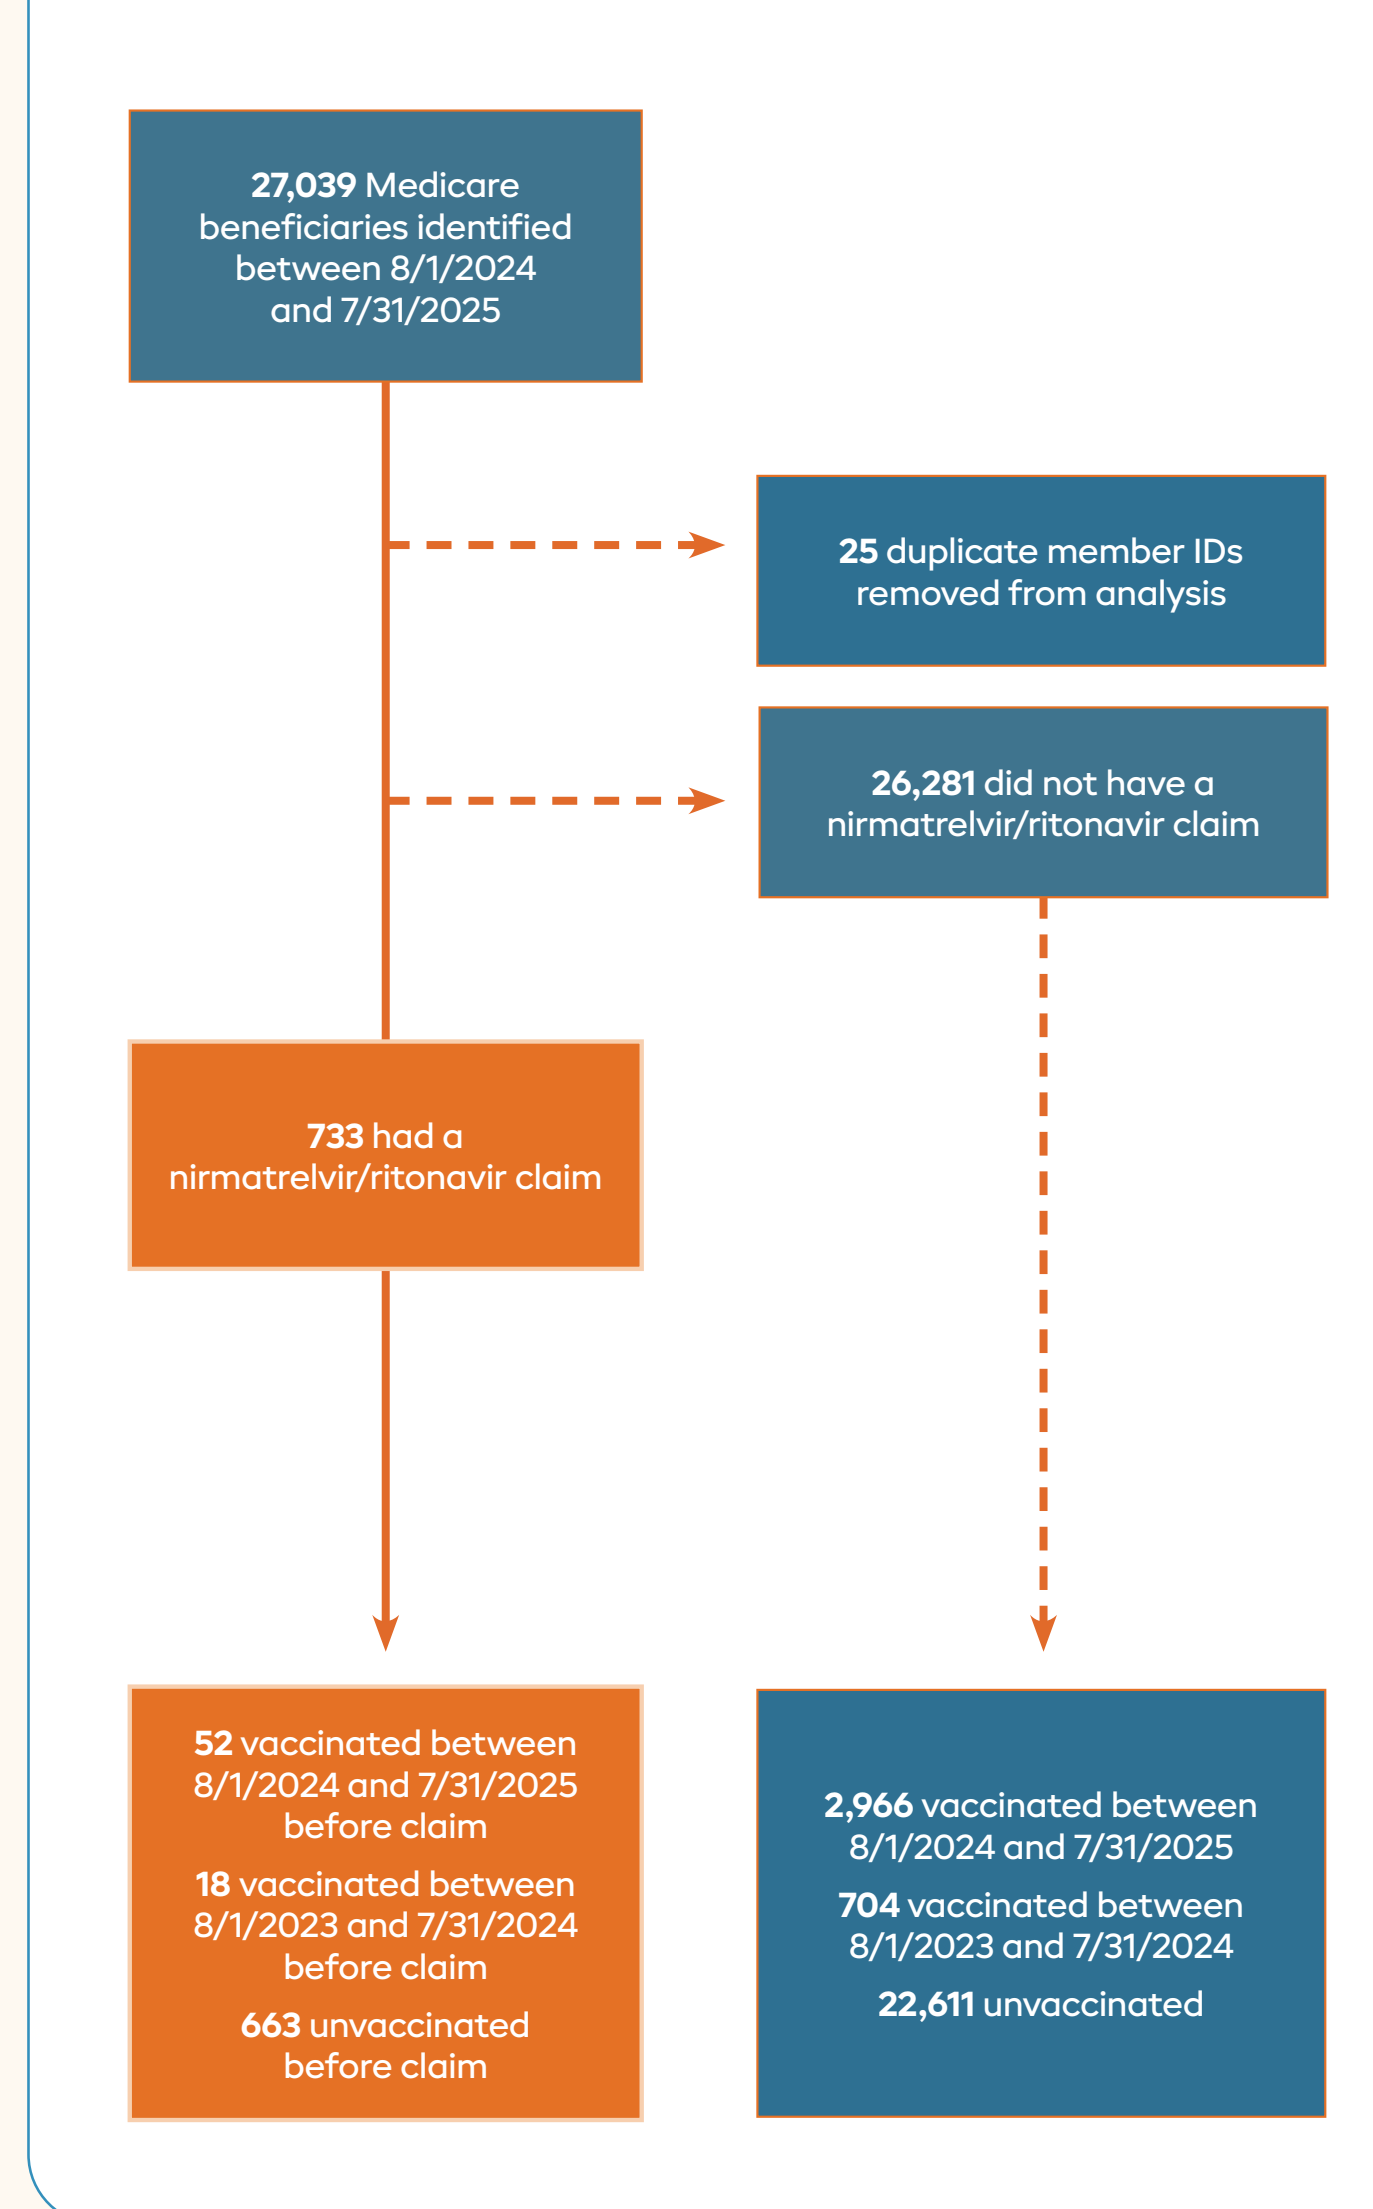 27,039 Medicare
beneficiaries identified
between 8/1/2024
and 7/31/2025
25 duplicate member IDs
removed from analysis
26,281 did not have a
nirmatrelvir/ritonavir claim
733 had a
nirmatrelvir/ritonavir claim
52 vaccinated between
8/1/2024 and 7/31/2025
before claim
18 vaccinated between
8/1/2023 and 7/31/2024
before claim
663 unvaccinated
before claim
2,966 vaccinated between
8/1/2024 and 7/31/2025
704 vaccinated between
8/1/2023 and 7/31/2024
22,611 unvaccinated